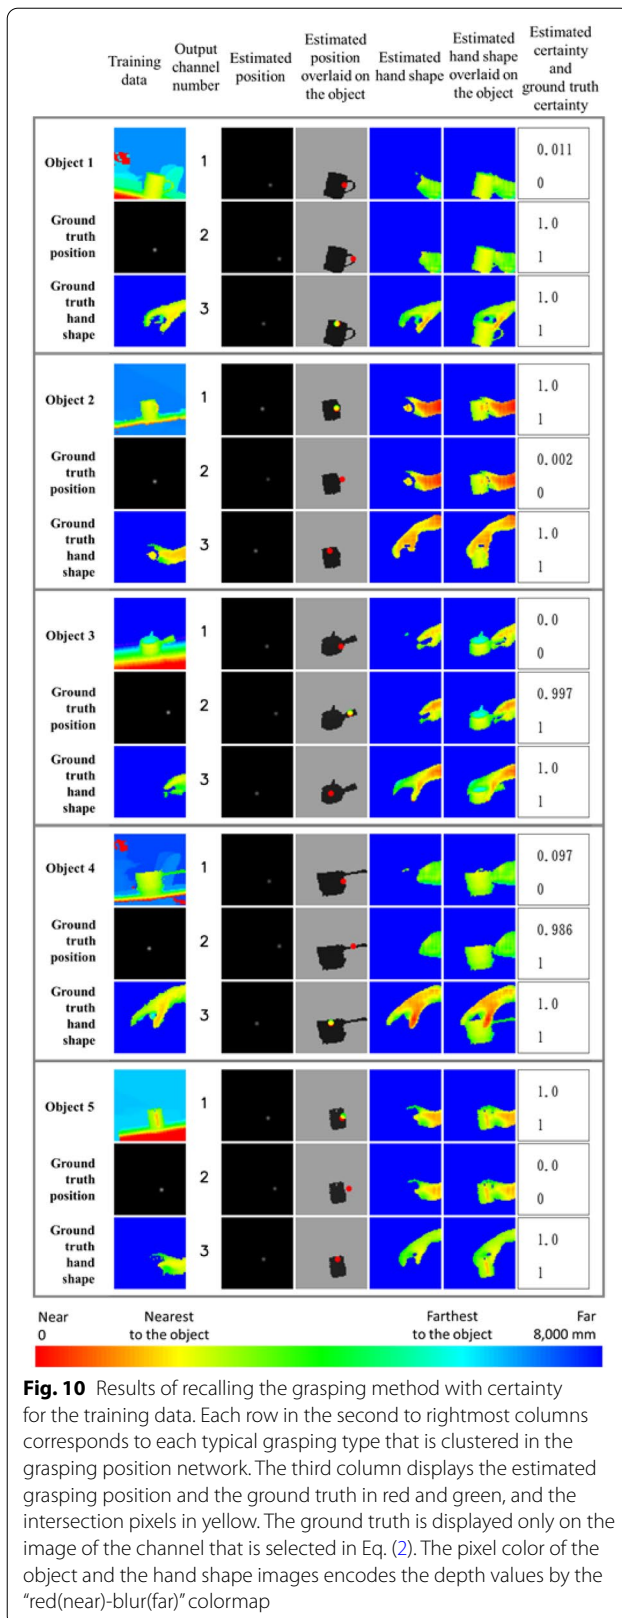 Training data
Output channel number
Estimated position
Estimated position overlaid on the object
Estimated hand shape
Estimated hand shape overlaid on the object
Estimated certainty and ground truth certainty
Object 1
1
0.011
0
Ground truth position
2
1.0
1
Ground truth hand shape
3
1.0
1
Object 2
1
1.0
1
Ground truth position
2
0.002
0
Ground truth hand shape
3
1.0
1
Object 3
1
0.0
0
Ground truth position
2
0.997
1
Ground truth hand shape
3
1.0
1
Object 4
1
0.097
0
Ground truth position
2
0.986
1
Ground truth hand shape
3
1.0
1
Object 5
1
1.0
1
Ground truth position
2
0.0
0
Ground truth hand shape
3
1.0
1
Near Nearest Farthest Far
0 to the object to the object 8,000 mm
Fig. 10 Results of recalling the grasping method with certainty
for the training data. Each row in the second to rightmost columns
corresponds to each typical grasping type that is clustered in the
grasping position network. The third column displays the estimated
grasping position and the ground truth in red and green, and the
intersection pixels in yellow. The ground truth is displayed only on the
image of the channel that is selected in Eq. (2). The pixel color of the
object and the hand shape images encodes the depth values by the
“red(near)-blur(far)” colormap